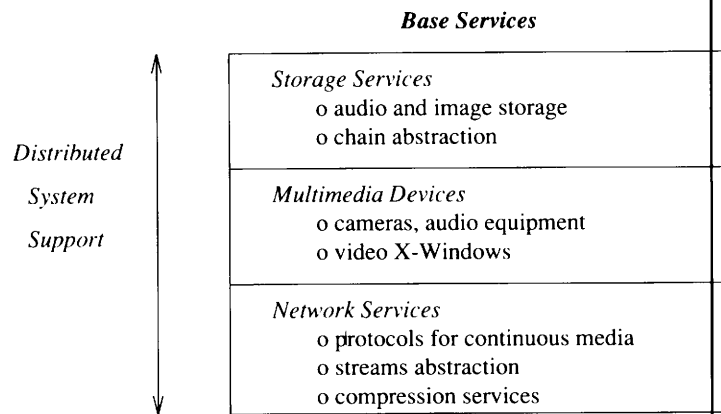 Base Services
Storage Services
o audio and image storage
o chain abstraction
Distributed
System
Support
Multimedia Devices
o cameras, audio equipment
o video X-Windows
Network Services
o protocols for continuous media
o streams abstraction
o compression services